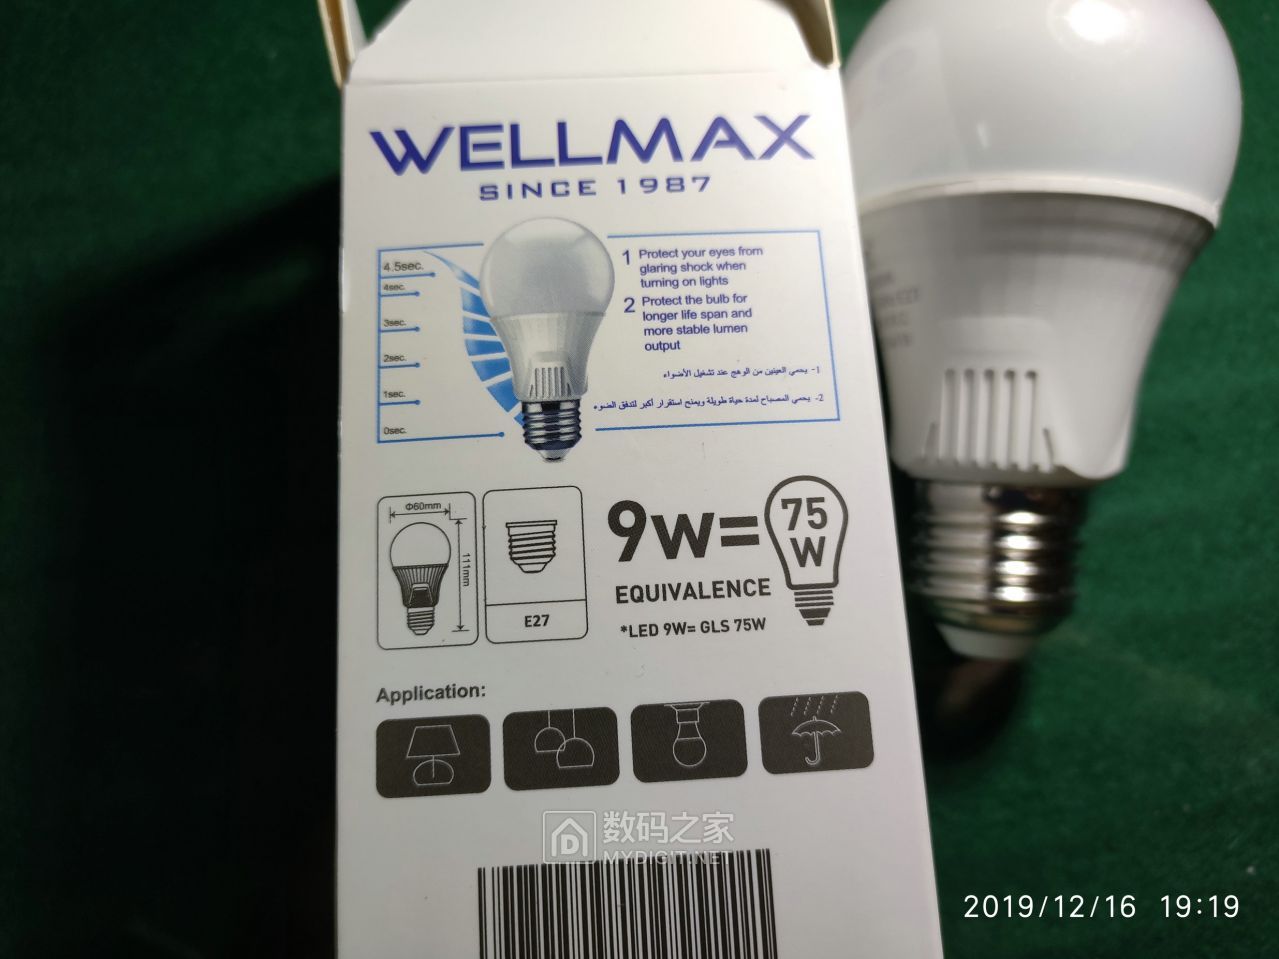 WELLMAX
SINCE 1987
4.5sec.
4sec.
3sec.
2sec.
1sec.
0sec.
1 Protect your eyes from
glaring shock when
turning on lights
2 Protect the bulb for
longer life span and
more stable lumen
output
1- يحمي العينين من الوهج عند تشغيل الأضواء
2- يحمي المصباح لمدة حياة طويلة ويمنح استقرار أكبر لتدفق الضوء
Φ60mm
111mm
E27
9W=
75
W
EQUIVALENCE
*LED 9W= GLS 75W
Application:
数码之家
MYDIGIT.NET
2019/12/16 19:19